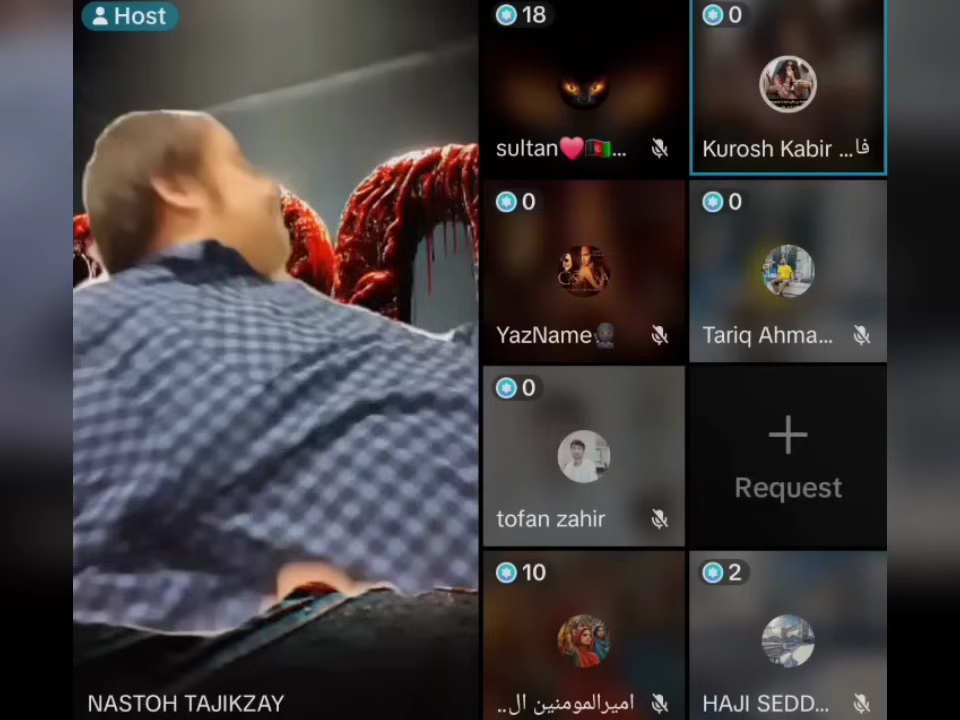 Host
18
sultan❤️🇦🇫...
0
Kurosh Kabir ...فا
0
YazName
0
Tariq Ahma...
0
tofan zahir
Request
10
امیرالمومنین ال..
2
HAJI SEDD...
NASTOH TAJIKZAY